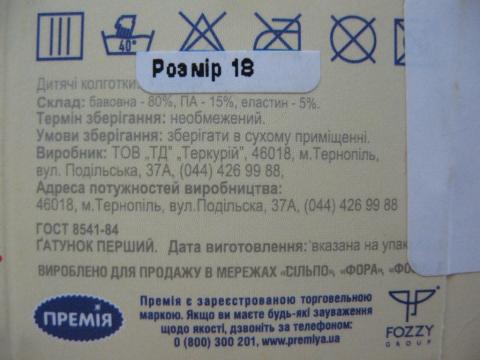 40°
Розмір 18
Дитячі колготки
Склад: бавовна - 80%, ПА - 15%, еластин - 5%.
Термін зберігання: необмежений.
Умови зберігання: зберігати в сухому приміщенні.
Виробник: ТОВ „ТД” „Теркурій”, 46018, м.Тернопіль,
вул. Подільська, 37А, (044) 426 99 88,
Адреса потужностей виробництва:
46018, м.Тернопіль, вул.Подільська, 37А, (044) 426 99 88
ГОСТ 8541-84
ҐАТУНОК ПЕРШИЙ. Дата виготовлення: вказана на упак
ВИРОБЛЕНО ДЛЯ ПРОДАЖУ В МЕРЕЖАХ «СІЛЬПО», «ФОРА», «ФО
ПРЕМІЯ
Премія є зареєстрованою торговельною
маркою. Якщо ви маєте будь-які зауваження
щодо якості, дзвоніть за телефоном:
0 (800) 300 201, www.premiya.ua
FOZZY
GROUP